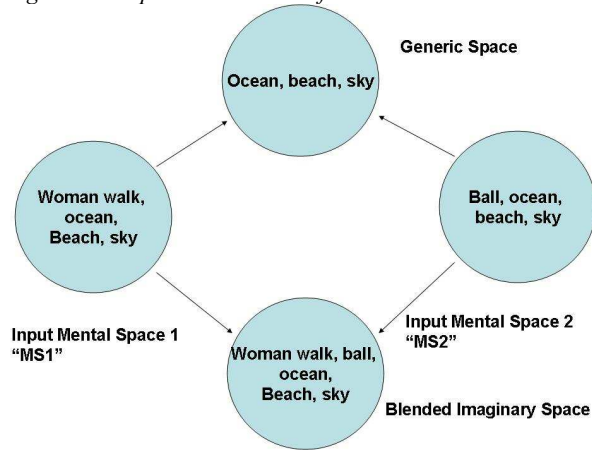 Generic Space
Ocean, beach, sky
Woman walk,
ocean,
Beach, sky
Ball, ocean,
beach, sky
Input Mental Space 1
“MS1”
Input Mental Space 2
“MS2”
Woman walk, ball,
ocean,
Beach, sky
Blended Imaginary Space